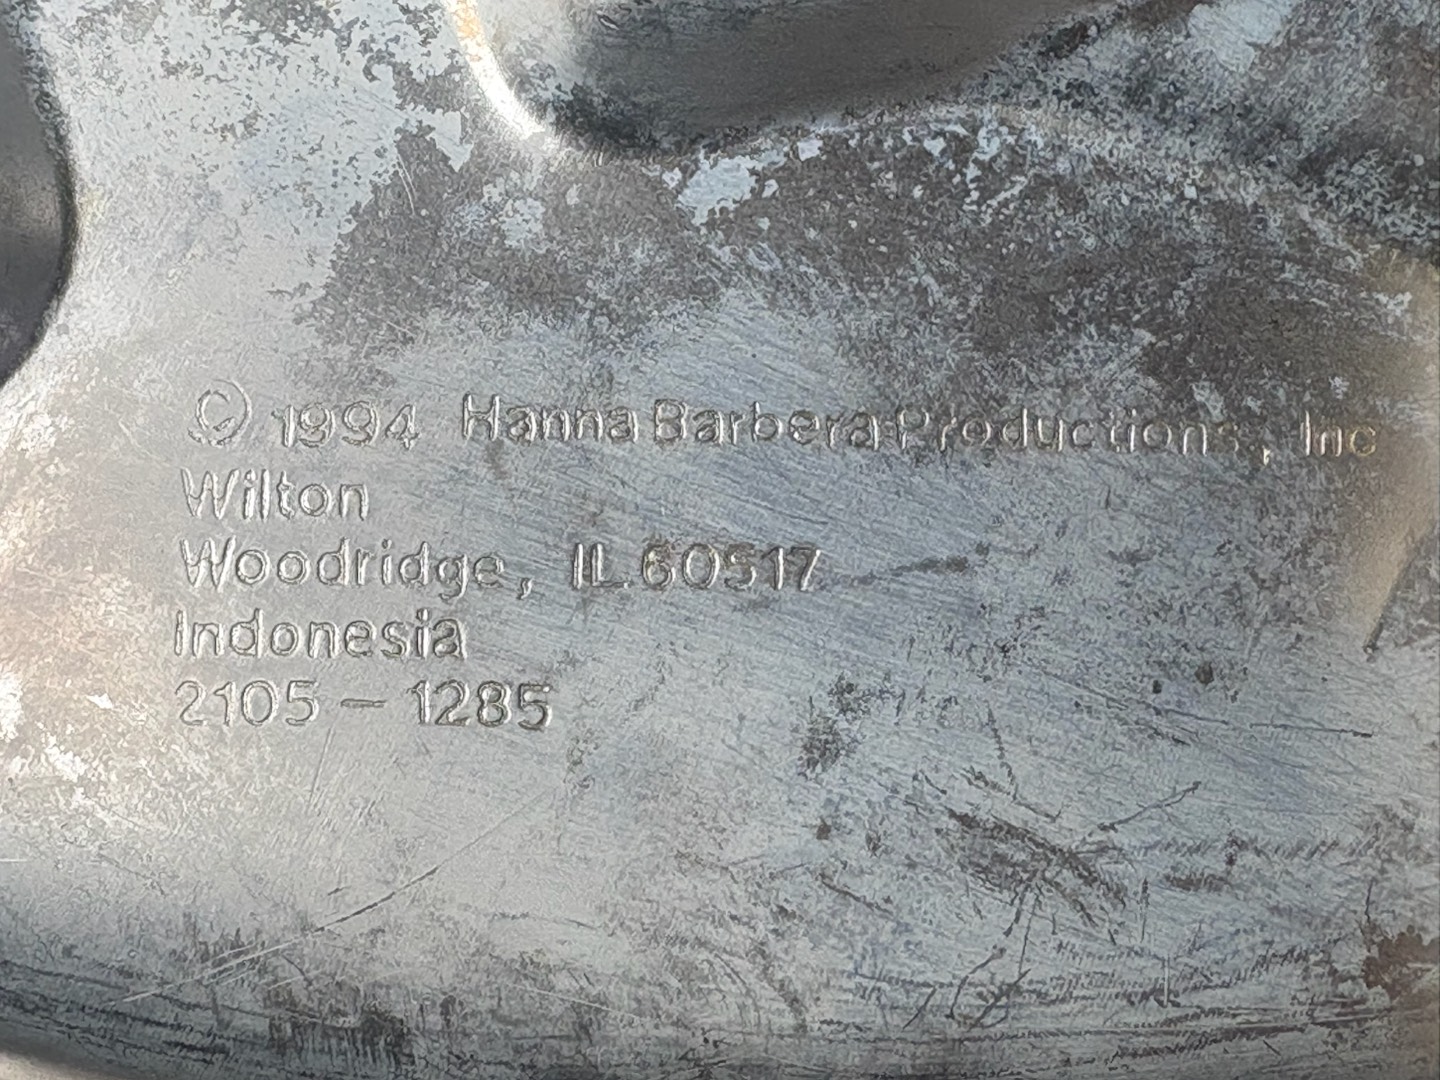 © 1994 Hanna Barbera Productions, Inc
Wilton
Woodridge, IL 60517
Indonesia
2105-1285